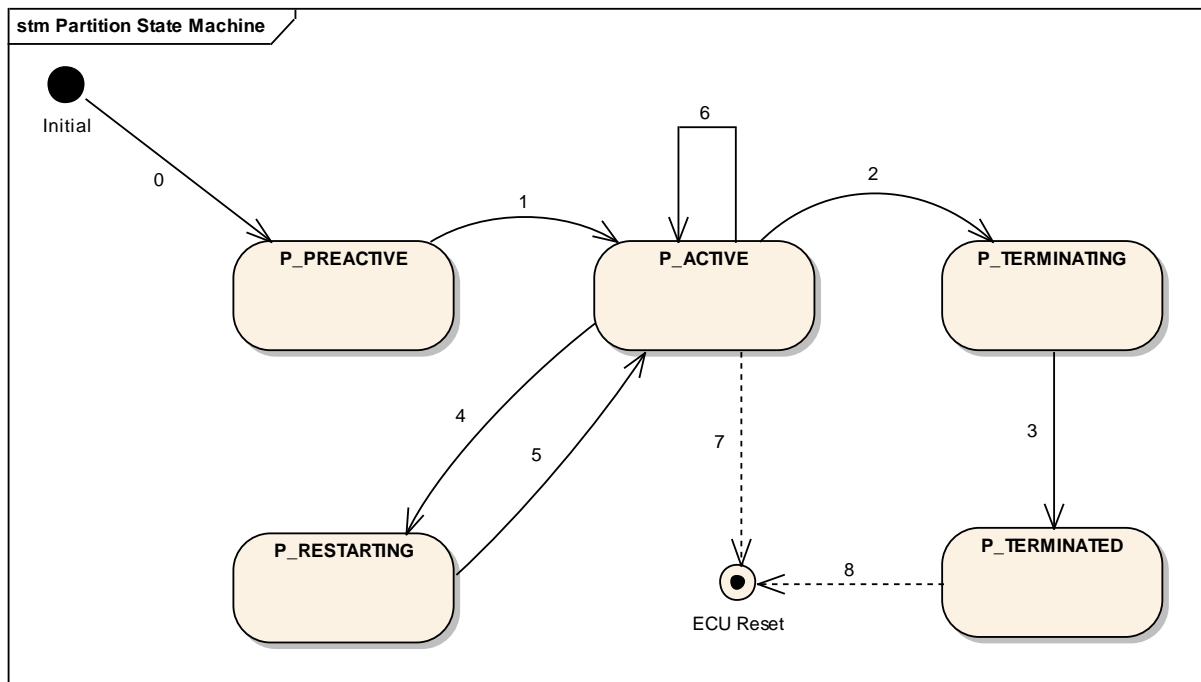 stm Partition State Machine
Initial
0
6
1
2
P_PREACTIVE
P_ACTIVE
P_TERMINATING
4
5
7
3
P_RESTARTING
P_TERMINATED
8
ECU Reset